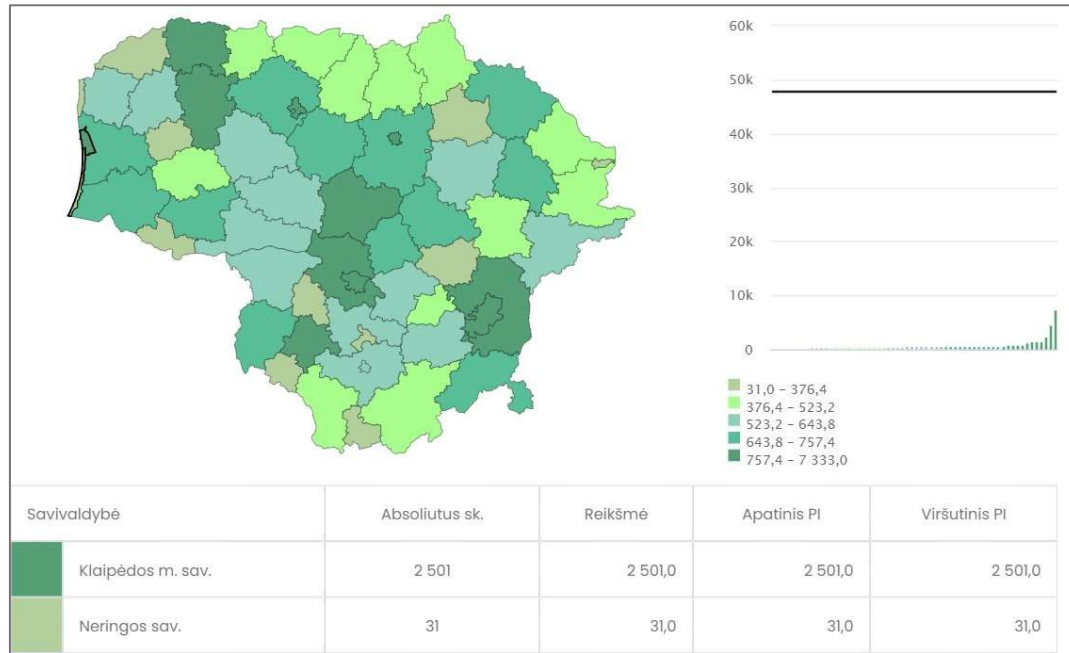 60k
50k
40k
30k
20k
10k
0
31,0 – 376,4
376,4 – 523,2
523,2 – 643,8
643,8 – 757,4
757,4 – 7 333,0
Savivaldybė Absoliutus sk. Reikšmė Apatinis PI Viršutinis PI
Klaipėdos m. sav. 2 501 2 501,0 2 501,0 2 501,0
Neringos sav. 31 31,0 31,0 31,0